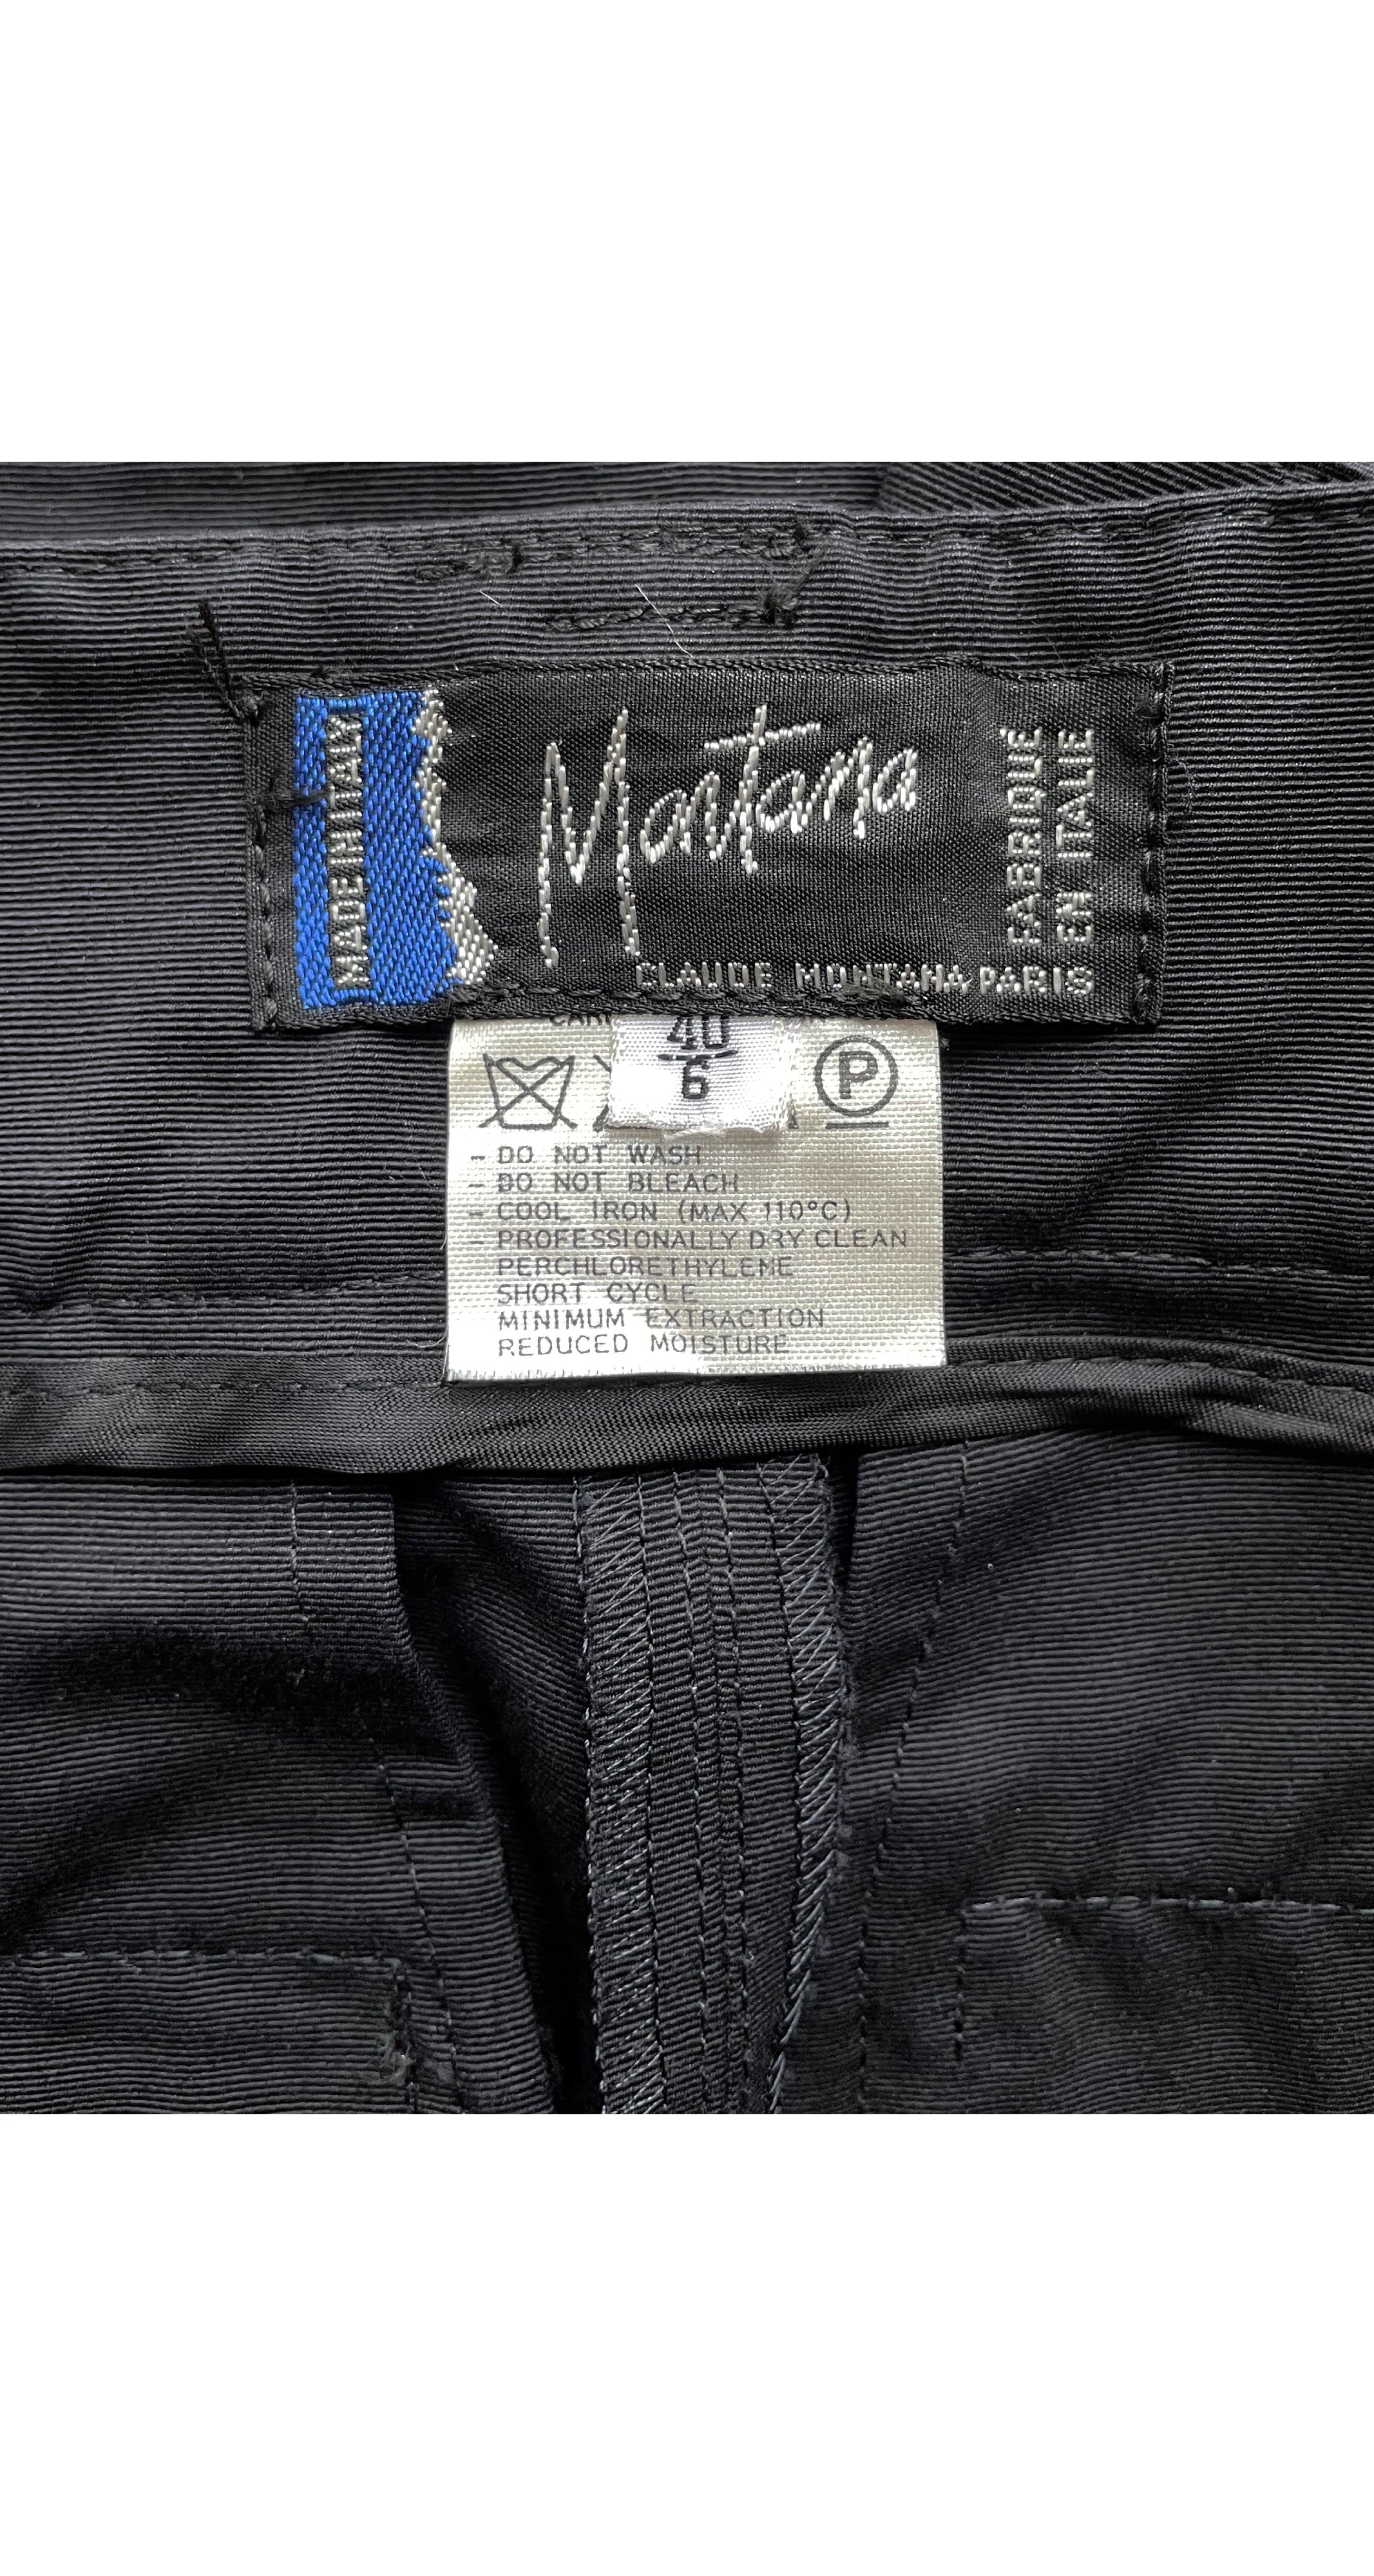 MADE IN ITALY
Montana
CLAUDE MONTANA PARIS
FABRIQUE
EN ITALIE
40
6
P
- DO NOT WASH
- DO NOT BLEACH
- COOL IRON (MAX 110°C)
- PROFESSIONALLY DRY CLEAN
PERCHLORETHYLENE
SHORT CYCLE
MINIMUM EXTRACTION
REDUCED MOISTURE